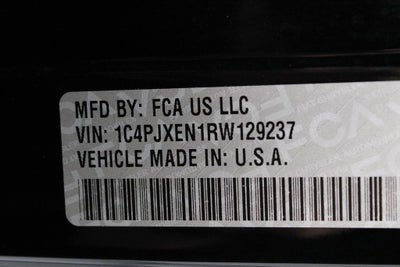 MFD BY: FCA US LLC
VIN: 1C4PJXEN1RW129237
VEHICLE MADE IN: U.S.A.